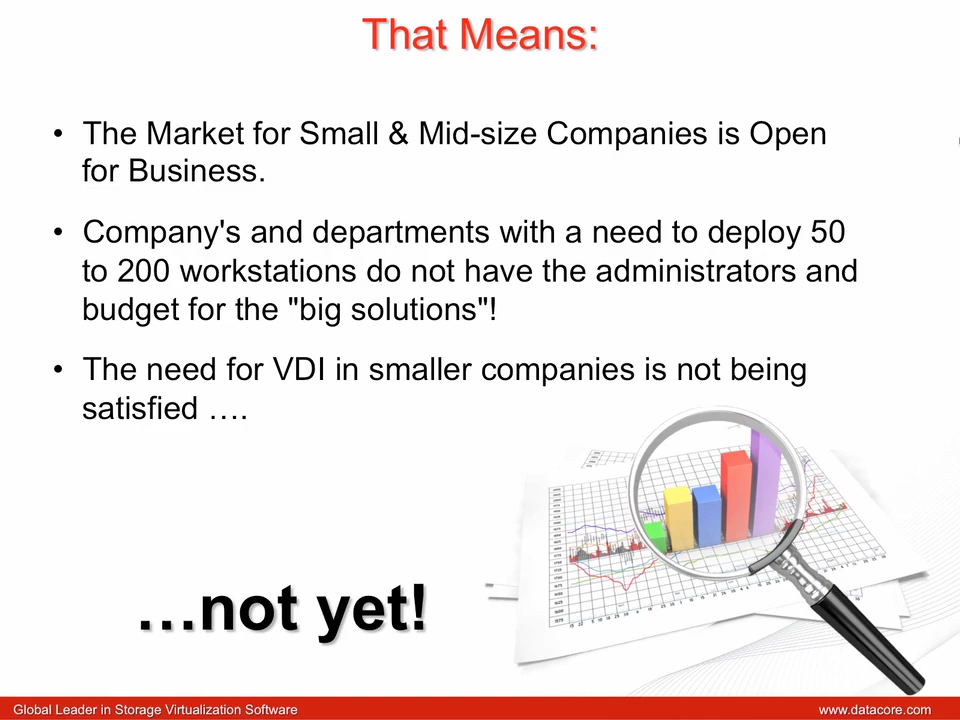 That Means:
• The Market for Small & Mid-size Companies is Open
for Business.
• Company's and departments with a need to deploy 50
to 200 workstations do not have the administrators and
budget for the "big solutions"!
• The need for VDI in smaller companies is not being
satisfied ….
…not yet!
Global Leader in Storage Virtualization Software
www.datacore.com